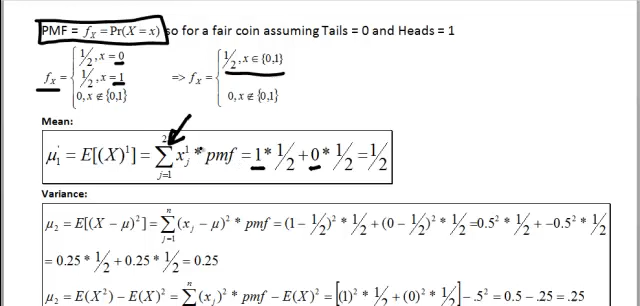 PMF = f_X = Pr(X = x) so for a fair coin assuming Tails = 0 and Heads = 1
f_X = { 1/2, x = 0
1/2, x = 1
0, x ∉ {0,1}
=> f_X = { 1/2, x ∈ {0,1}
0, x ∉ {0,1}
Mean:
μ'_1 = E[(X)^1] = ∑_{j=1}^{2} x_j^1 * pmf = 1 * 1/2 + 0 * 1/2 = 1/2
Variance:
μ_2 = E[(X − μ)^2] = ∑_{j=1}^{n} (x_j − μ)^2 * pmf = (1 − 1/2)^2 * 1/2 + (0 − 1/2)^2 * 1/2 = 0.5^2 * 1/2 + −0.5^2 * 1/2
= 0.25 * 1/2 + 0.25 * 1/2 = 0.25
μ_2 = E(X^2) − E(X)^2 = ∑^{n} (x_j)^2 * pmf − E(X)^2 = [(1)^2 * 1/2 + (0)^2 * 1/2] − .5^2 = 0.5 − .25 = .25